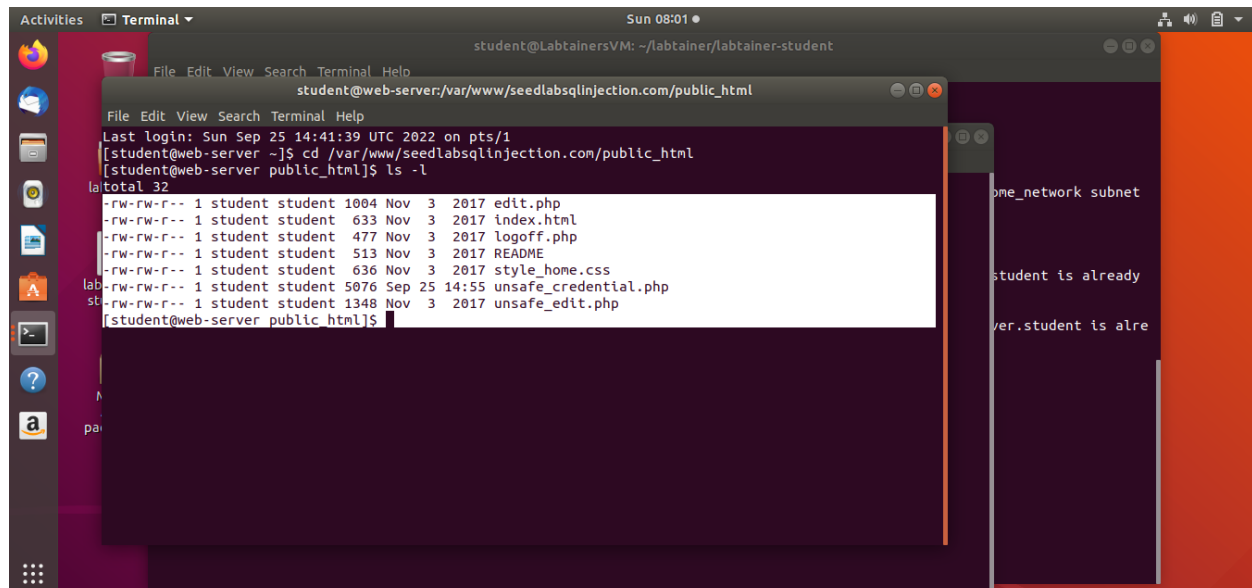 Activities Terminal Sun 08:01
student@LabtainersVM: ~/labtainer/labtainer-student
File Edit View Search Terminal Help
student@web-server:/var/www/seedlabsqlinjection.com/public_html
File Edit View Search Terminal Help
Last login: Sun Sep 25 14:41:39 UTC 2022 on pts/1
[student@web-server ~]$ cd /var/www/seedlabsqlinjection.com/public_html
[student@web-server public_html]$ ls -l
total 32
-rw-rw-r-- 1 student student 1004 Nov  3  2017 edit.php
-rw-rw-r-- 1 student student  633 Nov  3  2017 index.html
-rw-rw-r-- 1 student student  477 Nov  3  2017 logoff.php
-rw-rw-r-- 1 student student  513 Nov  3  2017 README
-rw-rw-r-- 1 student student  636 Nov  3  2017 style_home.css
-rw-rw-r-- 1 student student 5076 Sep 25 14:55 unsafe_credential.php
-rw-rw-r-- 1 student student 1348 Nov  3  2017 unsafe_edit.php
[student@web-server public_html]$
ome_network subnet
student is already
ver.student is alre
la
lab
st
pa